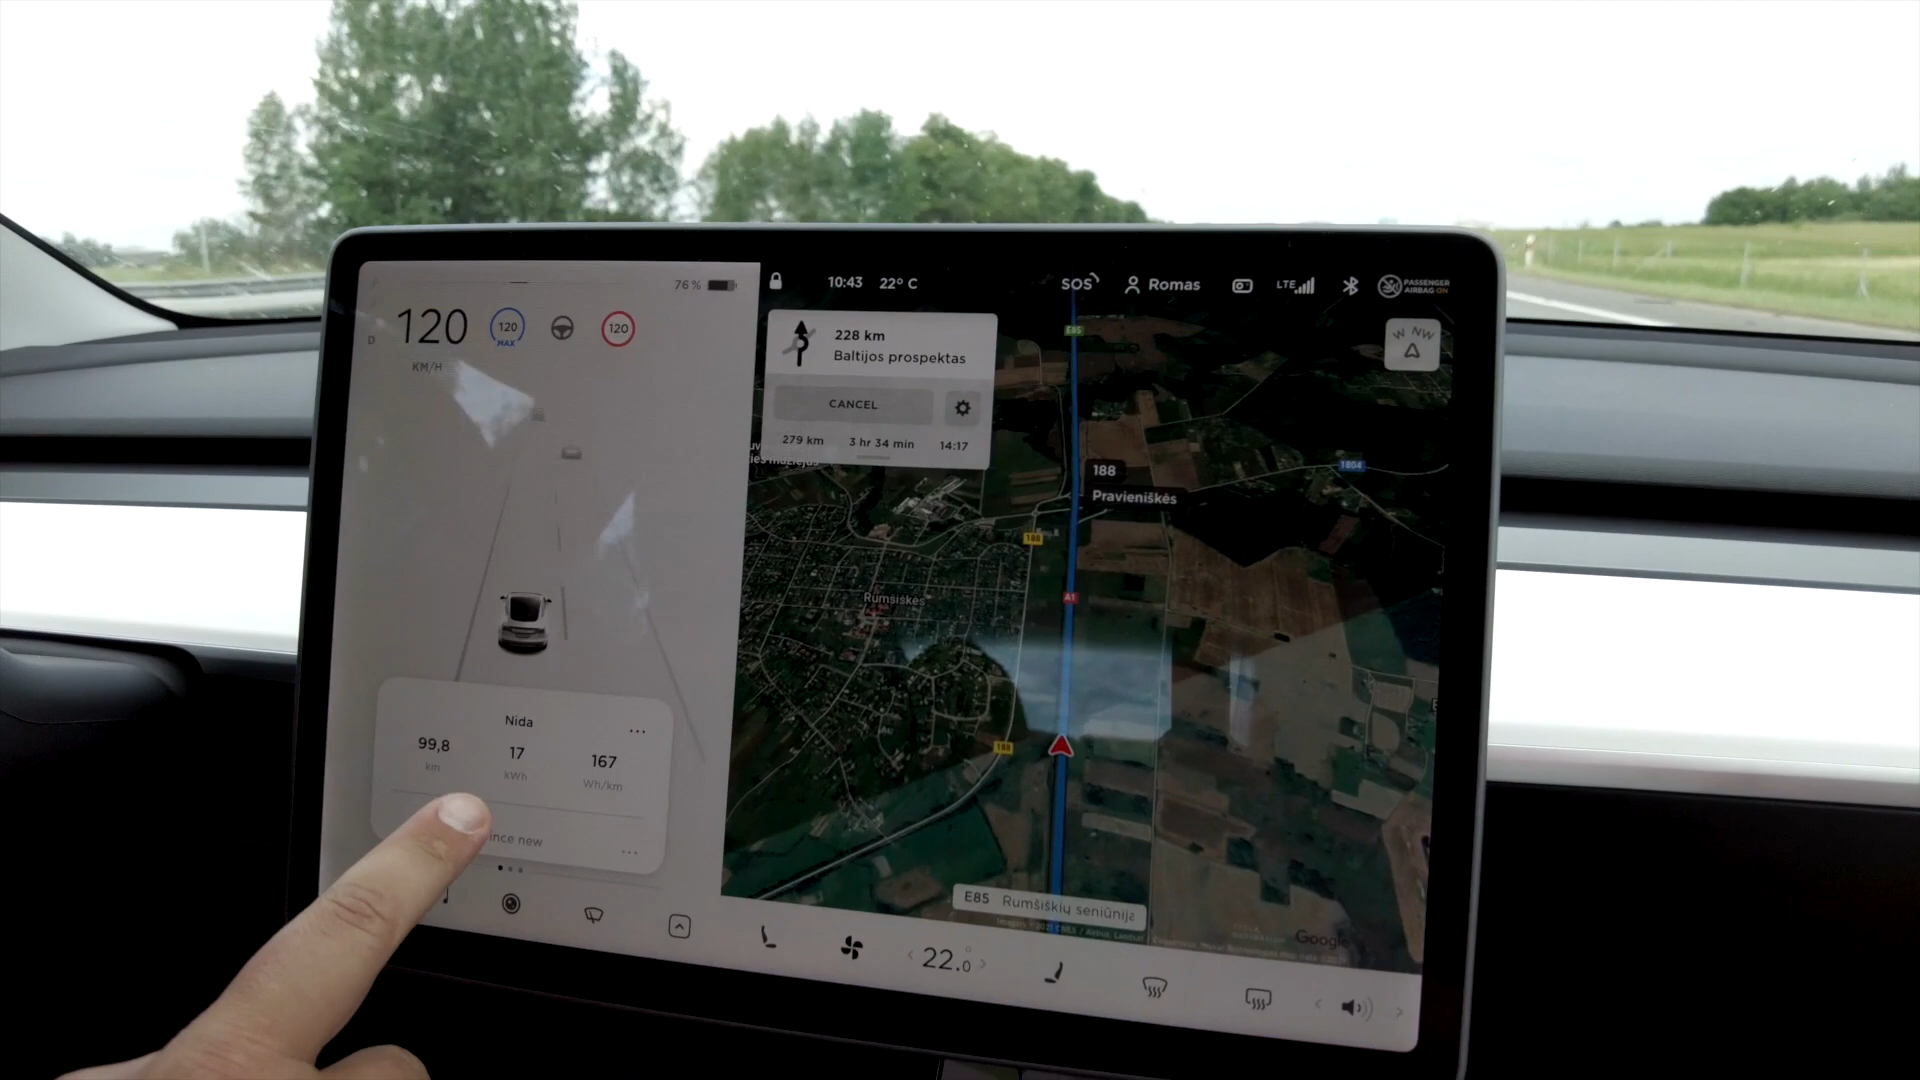 76 %
10:43 22° C
SOS
Romas
LTE
PASSENGER
AIRBAG ON
D
120
KM/H
120
MAX
120
228 km
Baltijos prospektas
CANCEL
279 km 3 hr 34 min 14:17
W NW
E85
188
Pravieniškės
1804
188
Rumšiškės
A1
188
Nida
...
99,8
km
17
kWh
167
Wh/km
ince new
...
E85 Rumšiškių seniūnija
Google
22.0